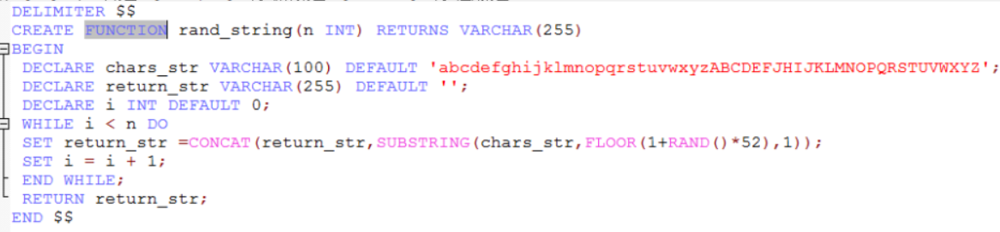 DELIMITER $$
CREATE FUNCTION rand_string(n INT) RETURNS VARCHAR(255)
BEGIN
DECLARE chars_str VARCHAR(100) DEFAULT 'abcdefghijklmnopqrstuvwxyzABCDEFJHIJKLMNOPQRSTUVWXYZ';
DECLARE return_str VARCHAR(255) DEFAULT '';
DECLARE i INT DEFAULT 0;
WHILE i < n DO
SET return_str =CONCAT(return_str,SUBSTRING(chars_str,FLOOR(1+RAND()*52),1));
SET i = i + 1;
END WHILE;
RETURN return_str;
END $$